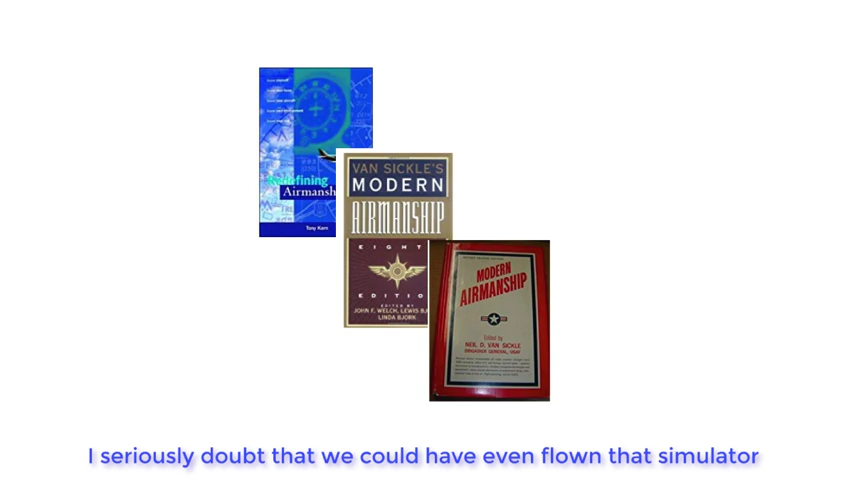 Redefining
Airmansh
Tony Kern
VAN SICKLE'S
MODERN
AIRMANSHIP
EIGHT
EDITION
EDITED BY
JOHN F. WELCH, LEWIS BJ
LINDA BJORK
MODERN
AIRMANSHIP
Edited by
NEIL D. VAN SICKLE
BRIGADIER GENERAL, USAF
I seriously doubt that we could have even flown that simulator